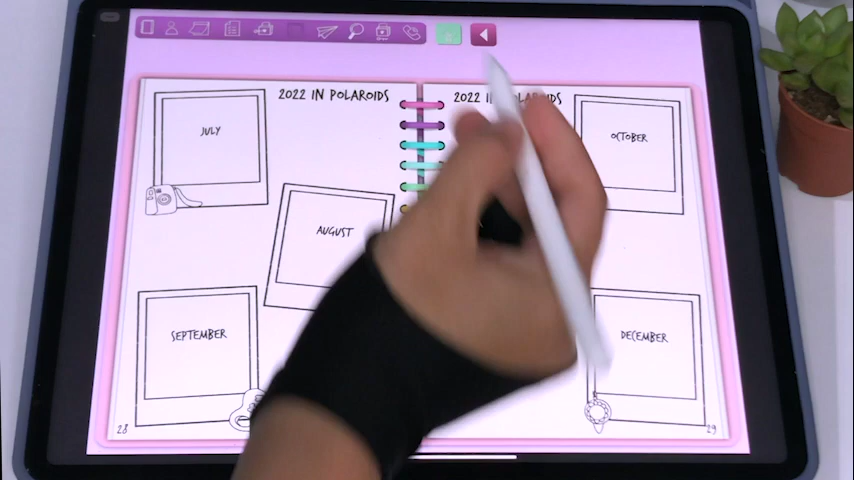 2022 IN POLAROIDS
JULY
AUGUST
SEPTEMBER
28
2022 IN POLAROIDS
OCTOBER
DECEMBER
29